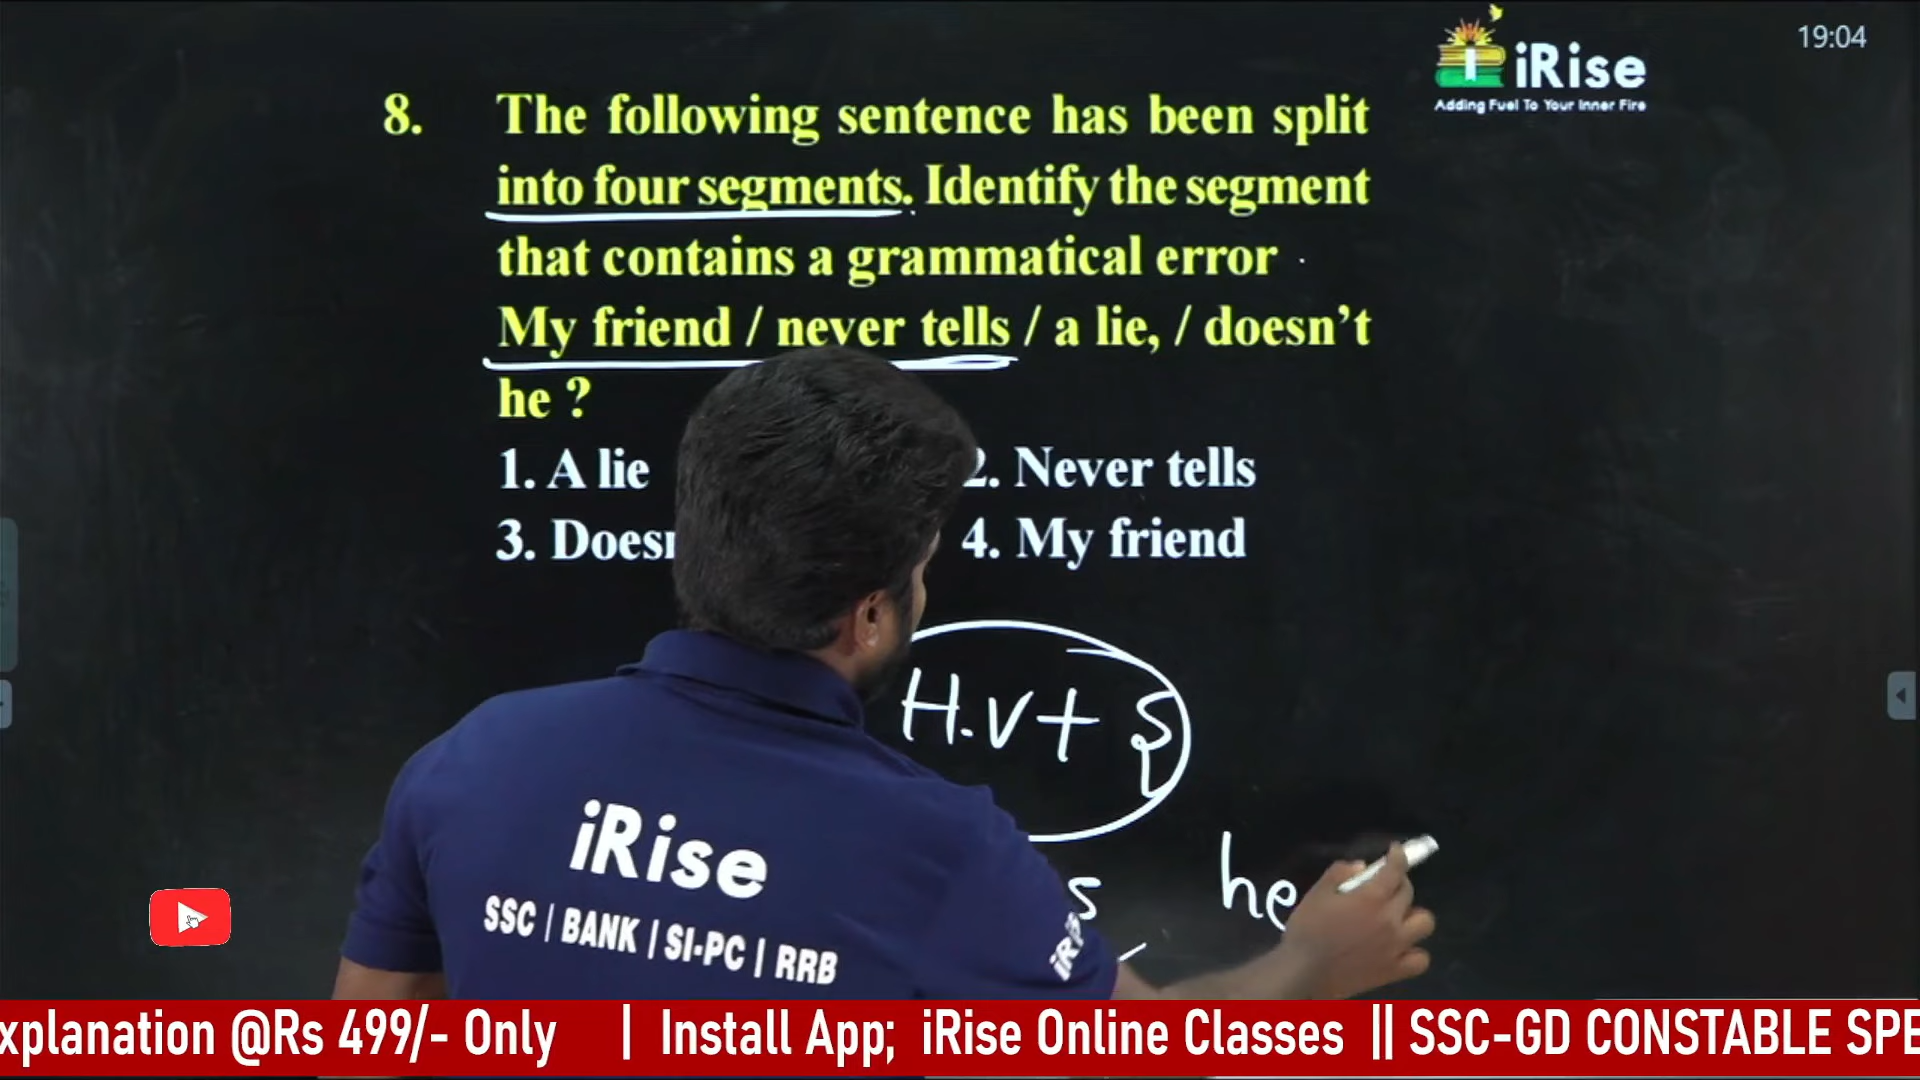 iRise
Adding Fuel To Your Inner Fire
19:04
8. The following sentence has been split
into four segments. Identify the segment
that contains a grammatical error
My friend / never tells / a lie, / doesn't
he ?
1. A lie 2. Never tells
3. 4. My friend
H.V + S
he
iRise
SSC | BANK | SI-PC | RRB
@Rs 499/- Only | Install App; iRise Online Classes || SSC-GD CONSTABLE